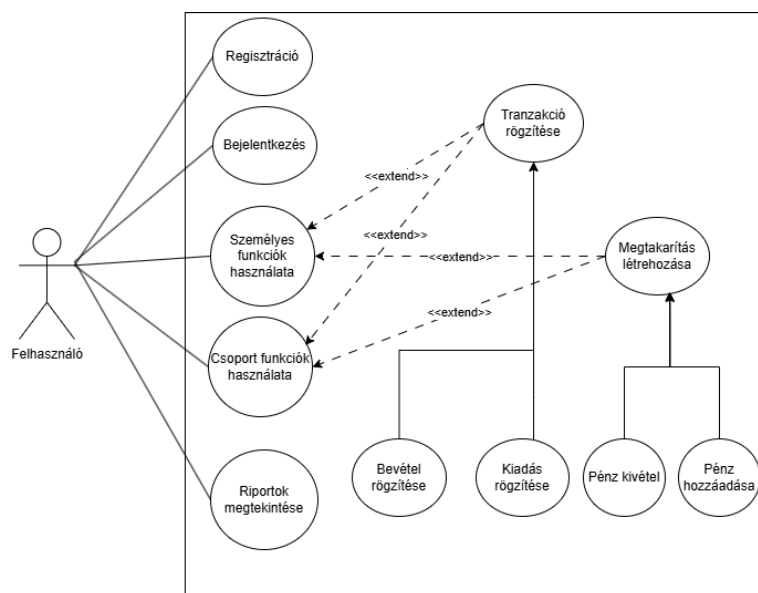 Regisztráció
Bejelentkezés
Személyes
funkciók
használata
Csoport funkciók
használata
Riportok
megtekintése
Felhasználó
Tranzakció
rögzítése
Megtakarítás
létrehozása
<<extend>>
<<extend>>
<<extend>>
<<extend>>
Bevétel
rögzítése
Kiadás
rögzítése
Pénz kivétel
Pénz
hozzáadása